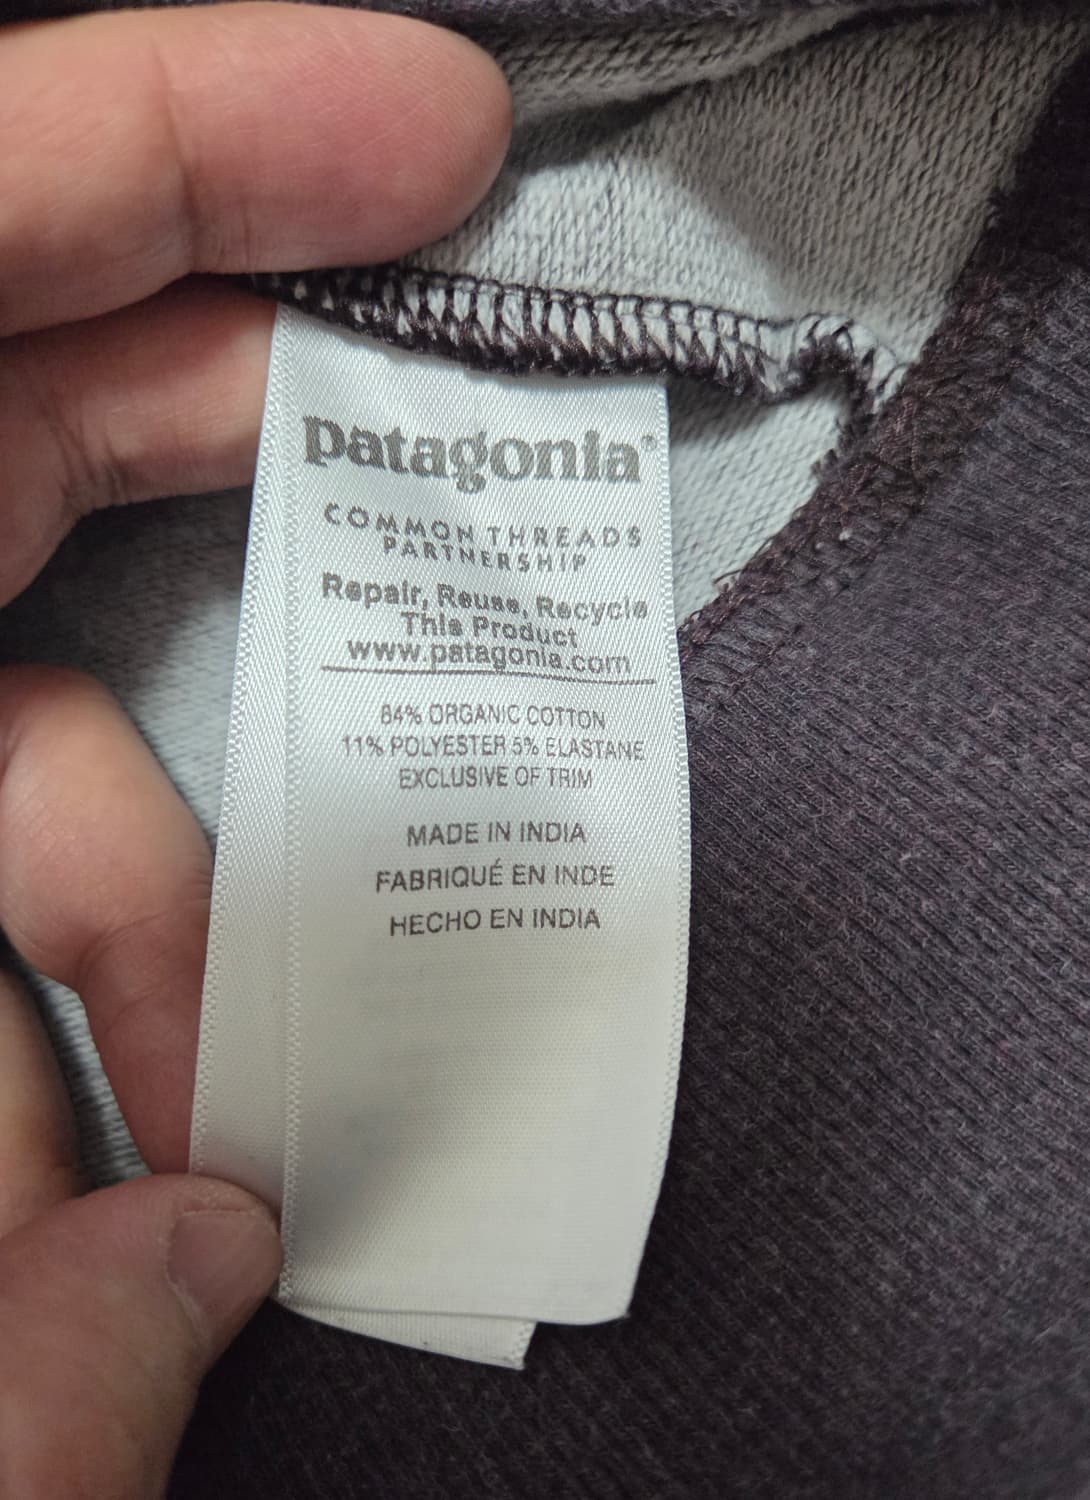 patagonia®
COMMON THREADS
PARTNERSHIP
Repair, Reuse, Recycle
This Product
www.patagonia.com
84% ORGANIC COTTON
11% POLYESTER 5% ELASTANE
EXCLUSIVE OF TRIM
MADE IN INDIA
FABRIQUÉ EN INDE
HECHO EN INDIA